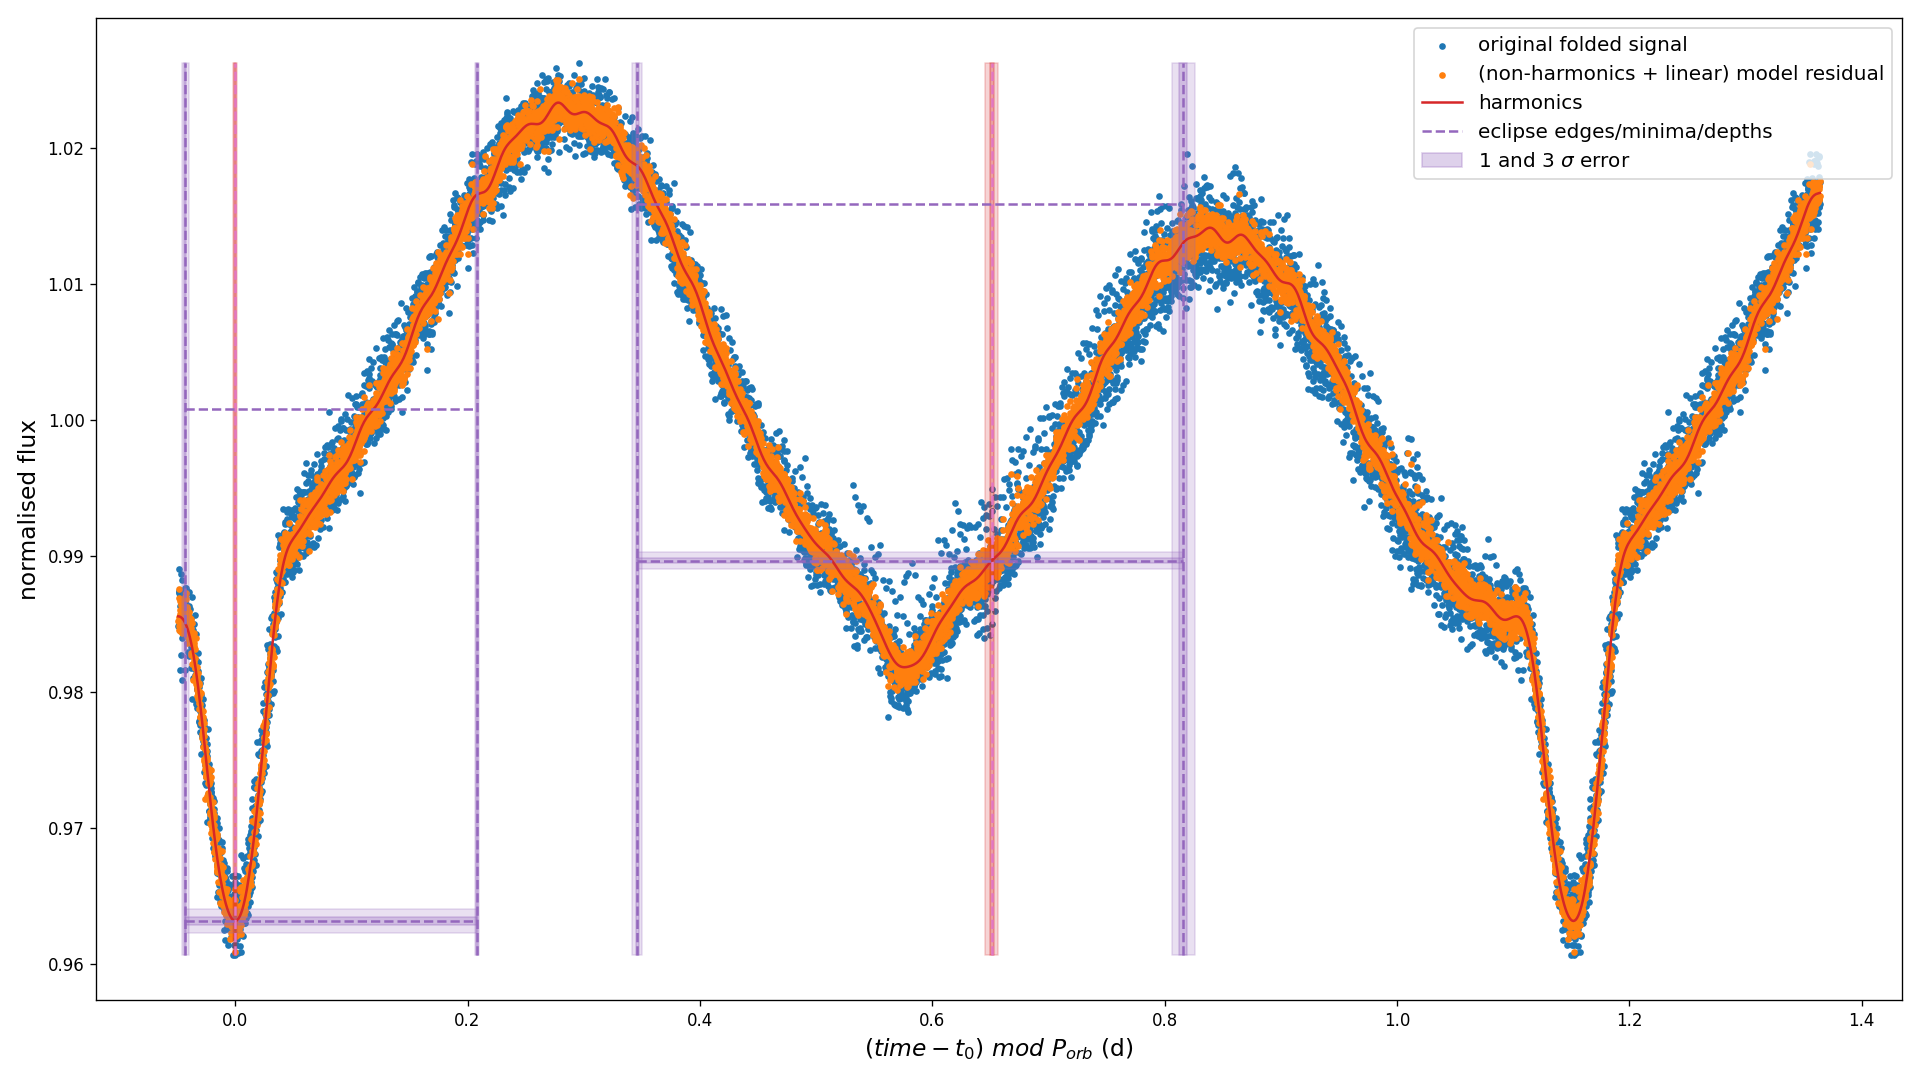 original folded signal
(non-harmonics + linear) model residual
harmonics
eclipse edges/minima/depths
1 and 3 σ error
normalised flux
1.02
1.01
1.00
0.99
0.98
0.97
0.96
0.0 0.2 0.4 0.6 0.8 1.0 1.2 1.4
(time − t₀) mod P_orb (d)